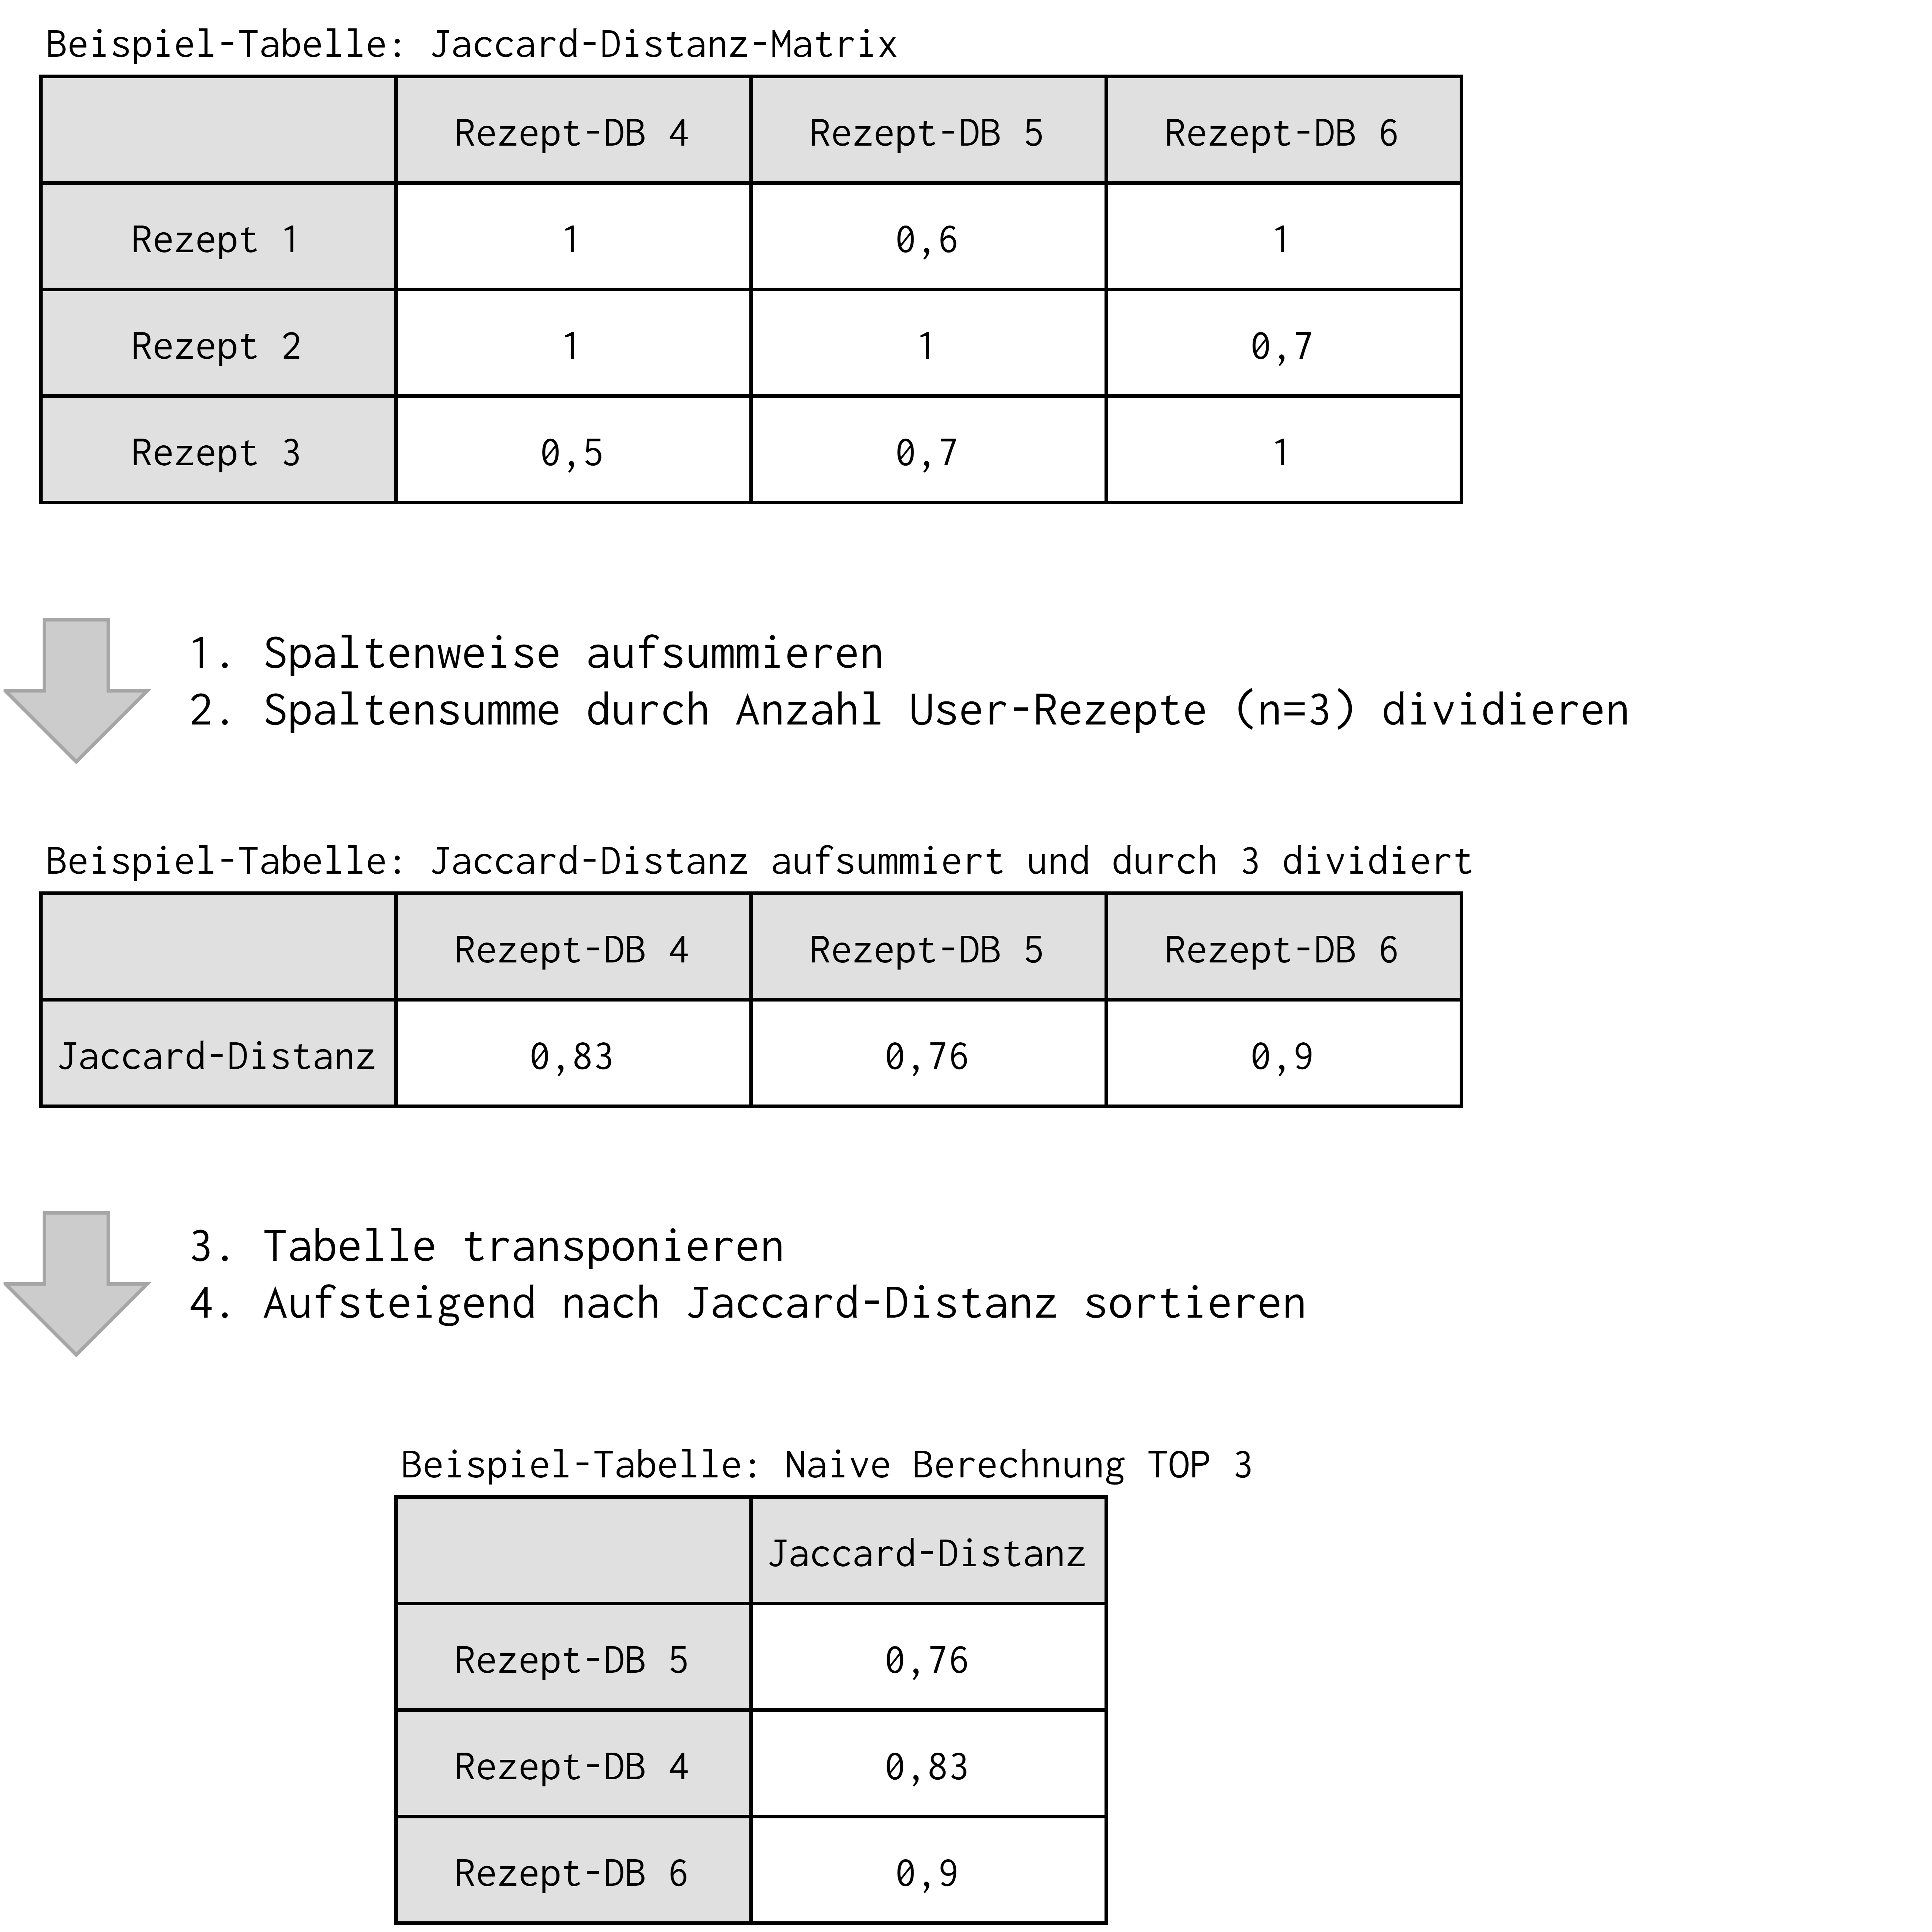 Beispiel-Tabelle: Jaccard-Distanz-Matrix
Rezept-DB 4 Rezept-DB 5 Rezept-DB 6
Rezept 1 1 0,6 1
Rezept 2 1 1 0,7
Rezept 3 0,5 0,7 1
1. Spaltenweise aufsummieren
2. Spaltensumme durch Anzahl User-Rezepte (n=3) dividieren
Beispiel-Tabelle: Jaccard-Distanz aufsummiert und durch 3 dividiert
Rezept-DB 4 Rezept-DB 5 Rezept-DB 6
Jaccard-Distanz 0,83 0,76 0,9
3. Tabelle transponieren
4. Aufsteigend nach Jaccard-Distanz sortieren
Beispiel-Tabelle: Naive Berechnung TOP 3
Jaccard-Distanz
Rezept-DB 5 0,76
Rezept-DB 4 0,83
Rezept-DB 6 0,9